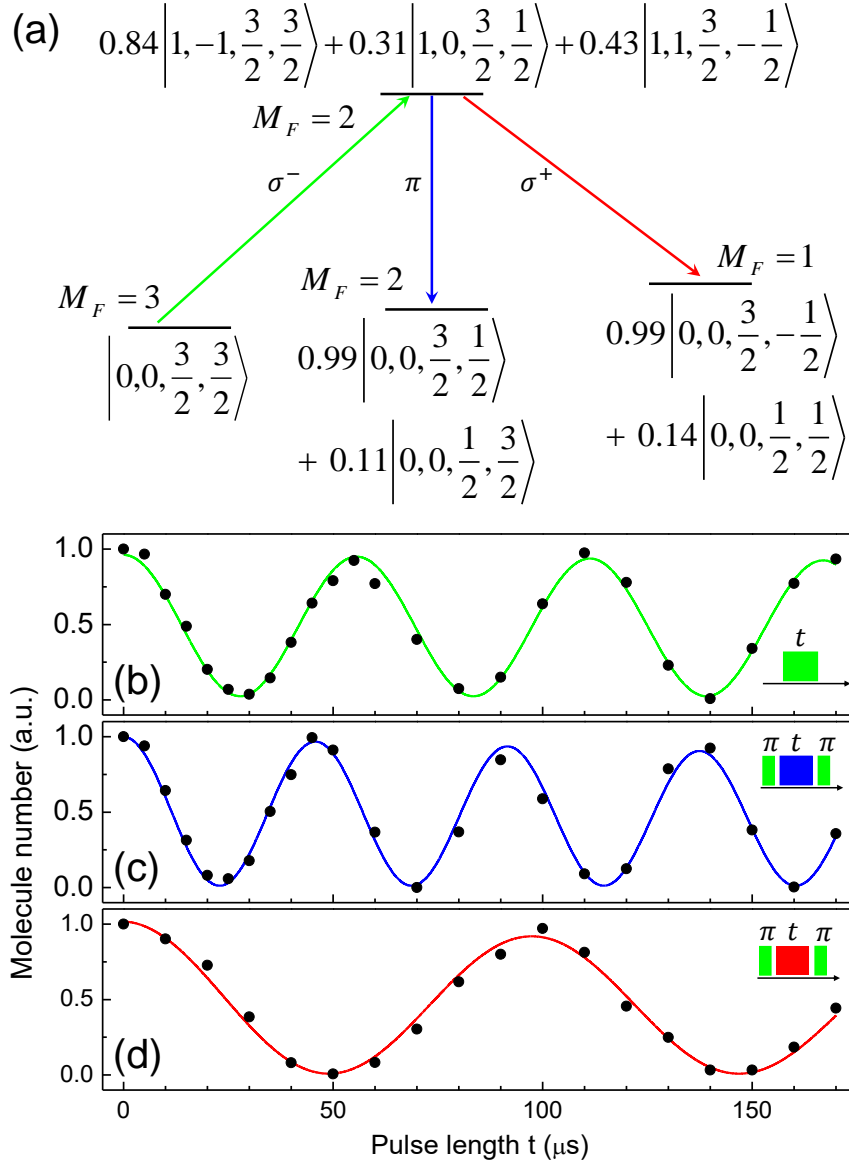 (a) 0.84|1,−1,3/2,3/2⟩+0.31|1,0,3/2,1/2⟩+0.43|1,1,3/2,−1/2⟩
M_F = 2
σ⁻ π σ⁺
M_F = 3 M_F = 2 M_F = 1
|0,0,3/2,3/2⟩ 0.99|0,0,3/2,1/2⟩ 0.99|0,0,3/2,−1/2⟩
+ 0.11|0,0,1/2,3/2⟩ + 0.14|0,0,1/2,1/2⟩
Molecule number (a.u.)
1.0
0.5
0.0
(b)
t
1.0
0.5
0.0
(c)
π t π
1.0
0.5
0.0
(d)
π t π
0 50 100 150
Pulse length t (μs)